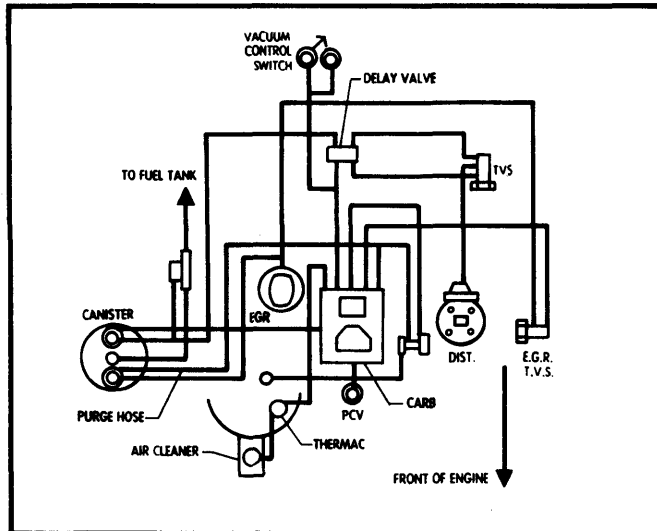 VACUUM
CONTROL
SWITCH
DELAY VALVE
TO FUEL TANK
TVS
CANISTER
EGR
DIST.
E.G.R.
T.V.S.
PURGE HOSE
PCV
CARB
THERMAC
AIR CLEANER
FRONT OF ENGINE